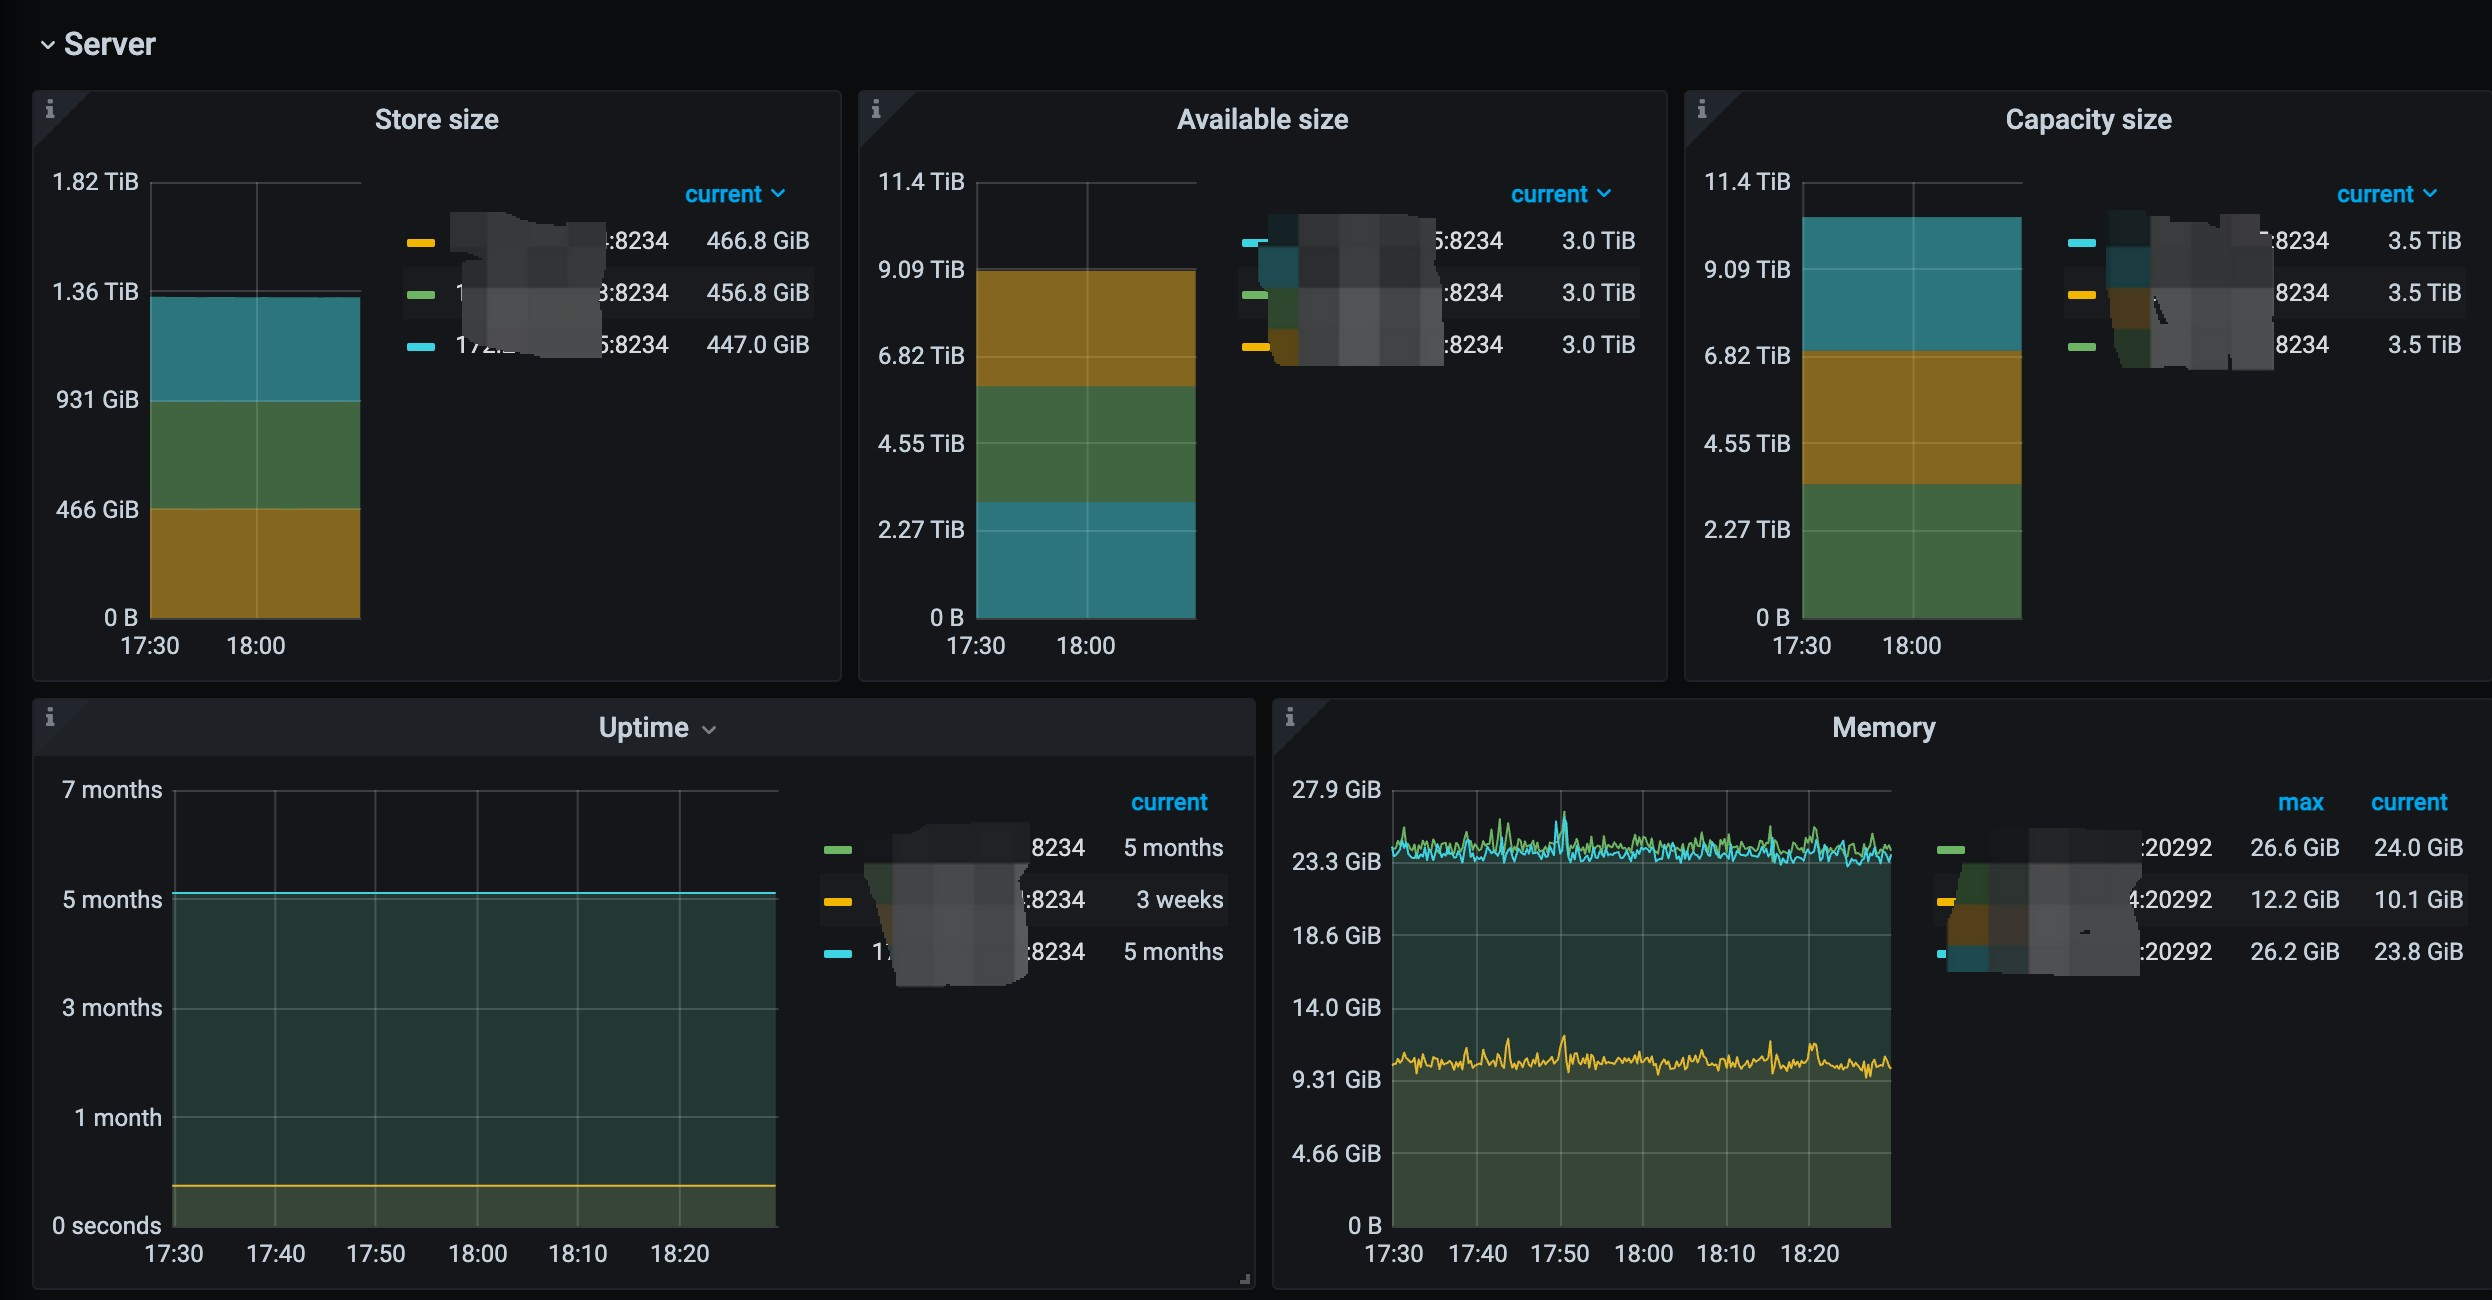 Server
Store size
1.82 TiB
1.36 TiB
931 GiB
466 GiB
0 B
17:30 18:00
current
:8234 466.8 GiB
3:8234 456.8 GiB
172. 5:8234 447.0 GiB
Available size
11.4 TiB
9.09 TiB
6.82 TiB
4.55 TiB
2.27 TiB
0 B
17:30 18:00
current
5:8234 3.0 TiB
:8234 3.0 TiB
:8234 3.0 TiB
Capacity size
11.4 TiB
9.09 TiB
6.82 TiB
4.55 TiB
2.27 TiB
0 B
17:30 18:00
current
:8234 3.5 TiB
8234 3.5 TiB
8234 3.5 TiB
Uptime
7 months
5 months
3 months
1 month
0 seconds
17:30 17:40 17:50 18:00 18:10 18:20
current
8234 5 months
:8234 3 weeks
:8234 5 months
Memory
27.9 GiB
23.3 GiB
18.6 GiB
14.0 GiB
9.31 GiB
4.66 GiB
0 B
17:30 17:40 17:50 18:00 18:10 18:20
max current
:20292 26.6 GiB 24.0 GiB
4:20292 12.2 GiB 10.1 GiB
:20292 26.2 GiB 23.8 GiB